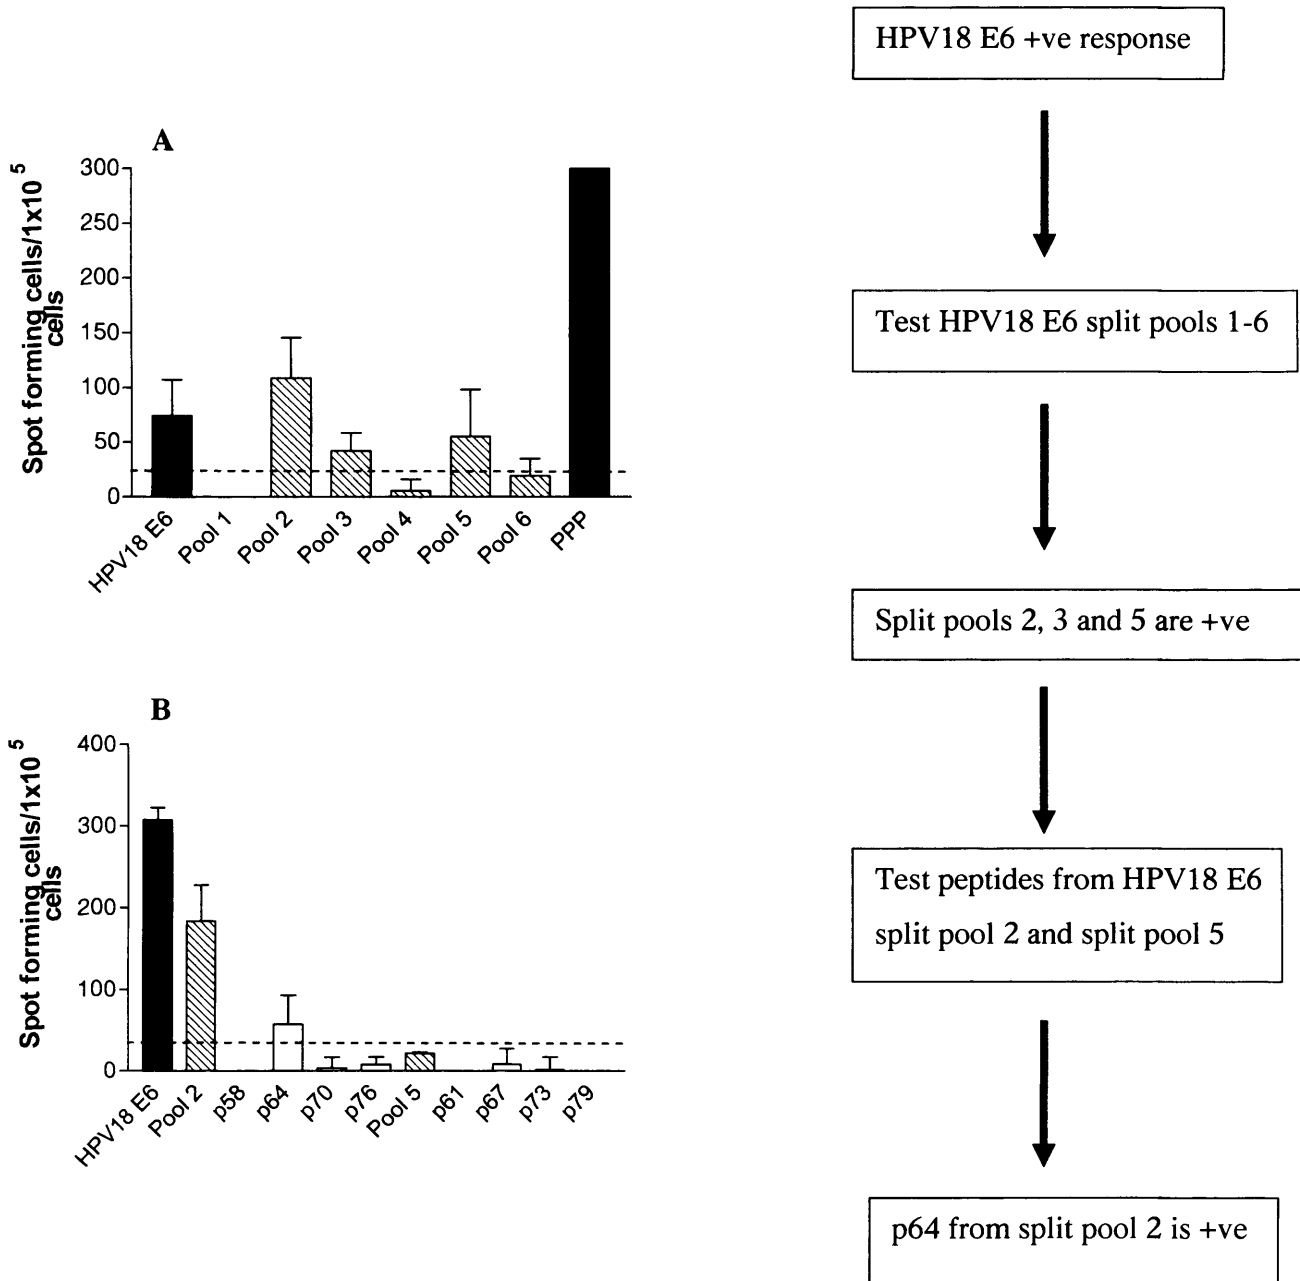 A
Spot forming cells/1x10 5
cells
300
250
200
150
100
50
0
HPV18 E6
Pool 1
Pool 2
Pool 3
Pool 4
Pool 5
Pool 6
PPP
B
Spot forming cells/1x10 5
cells
400
300
200
100
0
HPV18 E6
Pool 2
p58
p64
p70
p76
Pool 5
p61
p67
p73
p79
HPV18 E6 +ve response
Test HPV18 E6 split pools 1-6
Split pools 2, 3 and 5 are +ve
Test peptides from HPV18 E6
split pool 2 and split pool 5
p64 from split pool 2 is +ve